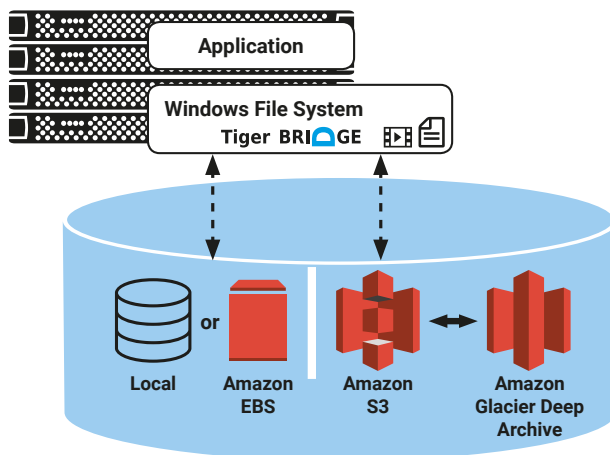 Application
Windows File System
Tiger BRIDGE
or
Local
Amazon
EBS
Amazon
S3
Amazon
Glacier Deep
Archive